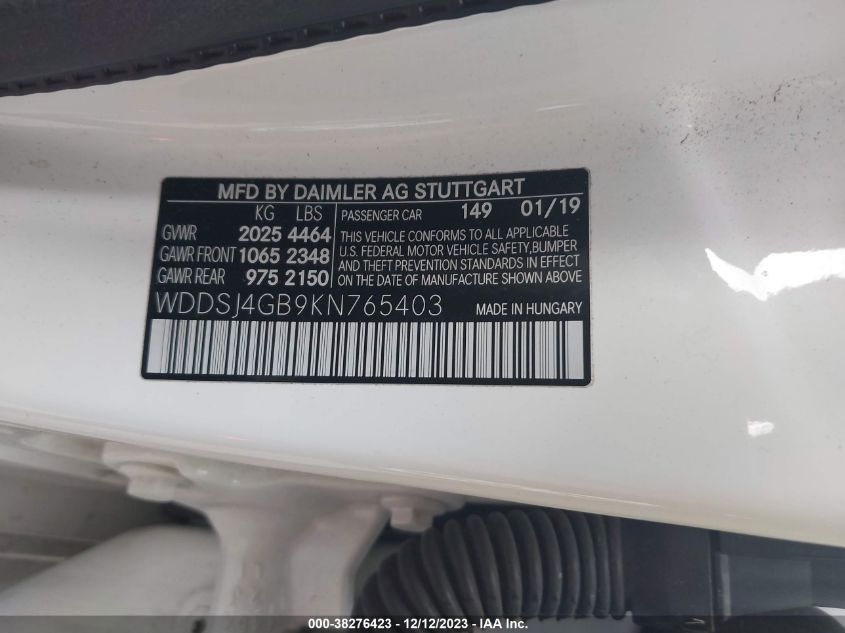 MFD BY DAIMLER AG STUTTGART
KG LBS
PASSENGER CAR 149 01/19
GVWR 2025 4464
GAWR FRONT 1065 2348
GAWR REAR 975 2150
THIS VEHICLE CONFORMS TO ALL APPLICABLE
U.S. FEDERAL MOTOR VEHICLE SAFETY,BUMPER
AND THEFT PREVENTION STANDARDS IN EFFECT
ON THE DATE OF MANUFACTURE SHOWN ABOVE
WDDSJ4GB9KN765403 MADE IN HUNGARY
000-38276423 - 12/12/2023 - IAA Inc.